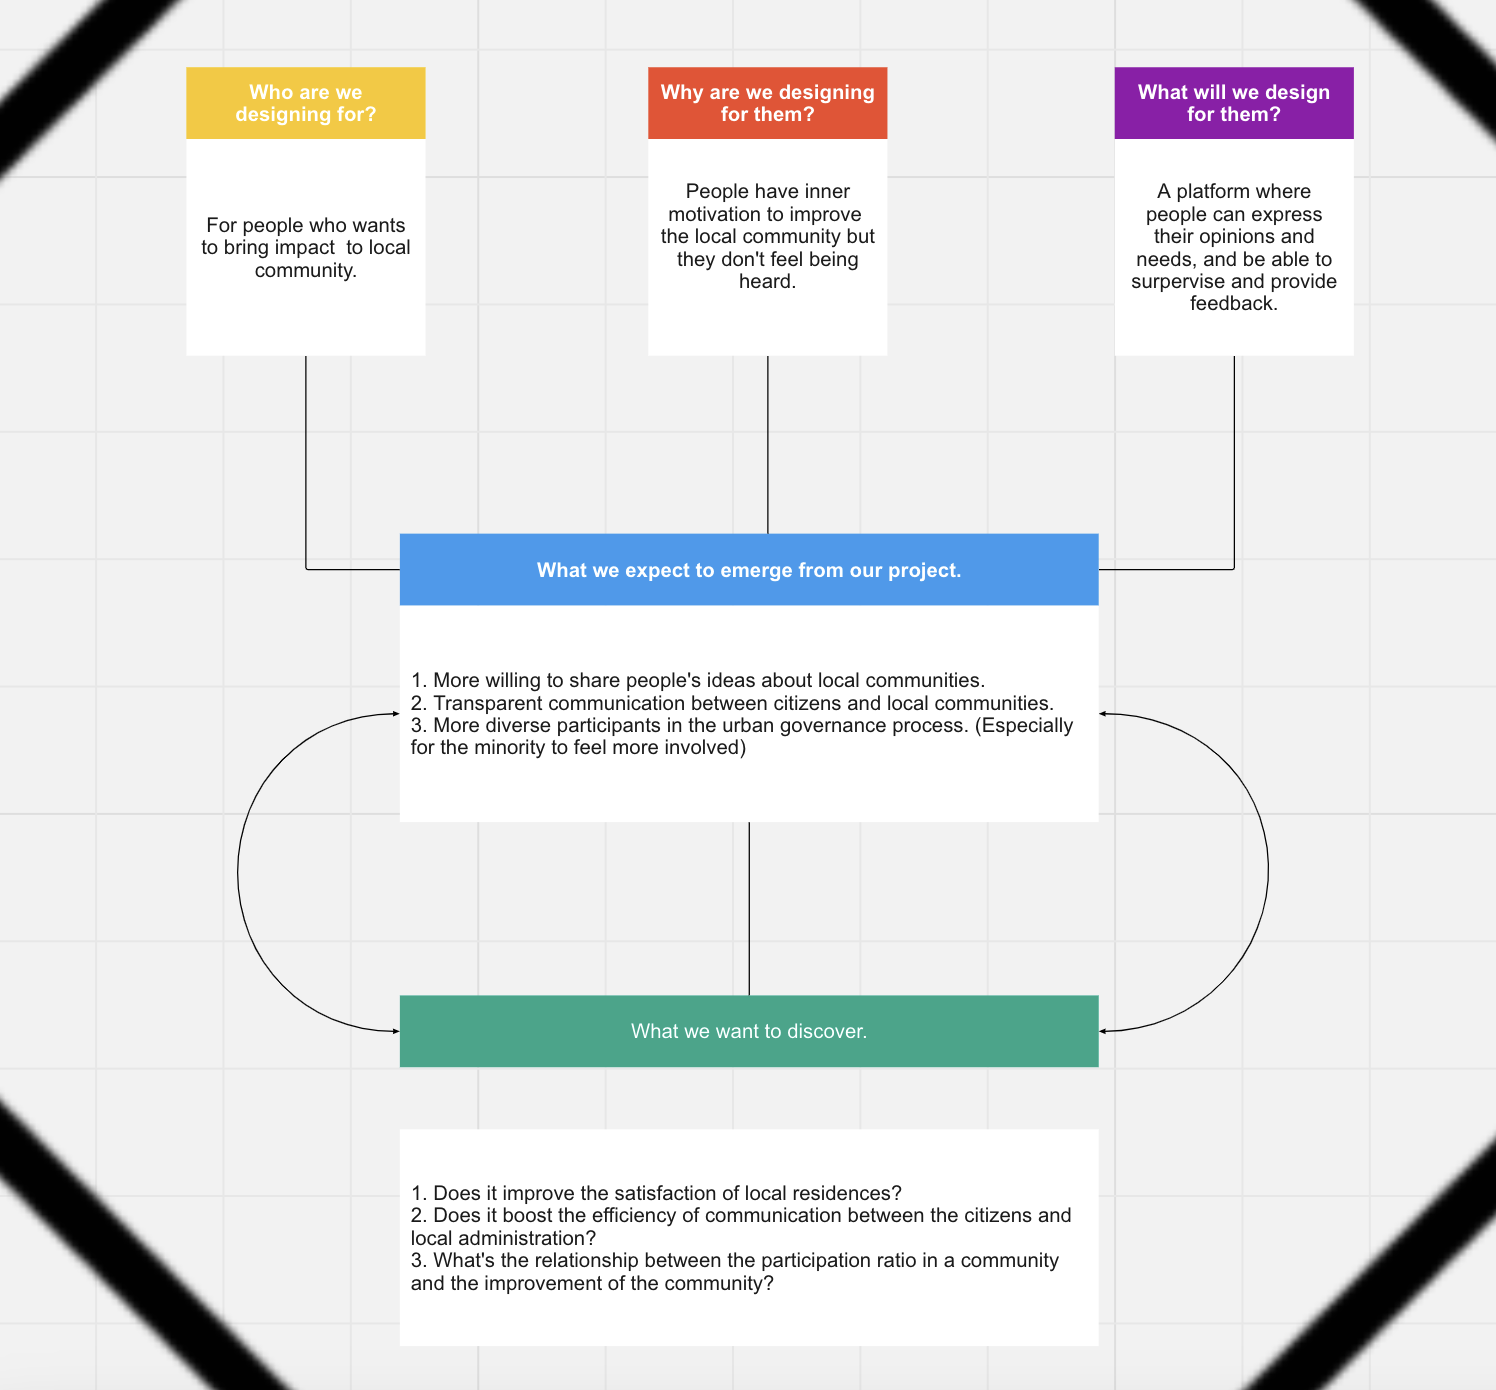 Who are we
designing for?
For people who wants
to bring impact  to local
community.
Why are we designing
for them?
People have inner
motivation to improve
the local community but
they don't feel being
heard.
What will we design
for them?
A platform where
people can express
their opinions and
needs, and be able to
surpervise and provide
feedback.
What we expect to emerge from our project.
1. More willing to share people's ideas about local communities.
2. Transparent communication between citizens and local communities.
3. More diverse participants in the urban governance process. (Especially
for the minority to feel more involved)
What we want to discover.
1. Does it improve the satisfaction of local residences?
2. Does it boost the efficiency of communication between the citizens and
local administration?
3. What's the relationship between the participation ratio in a community
and the improvement of the community?